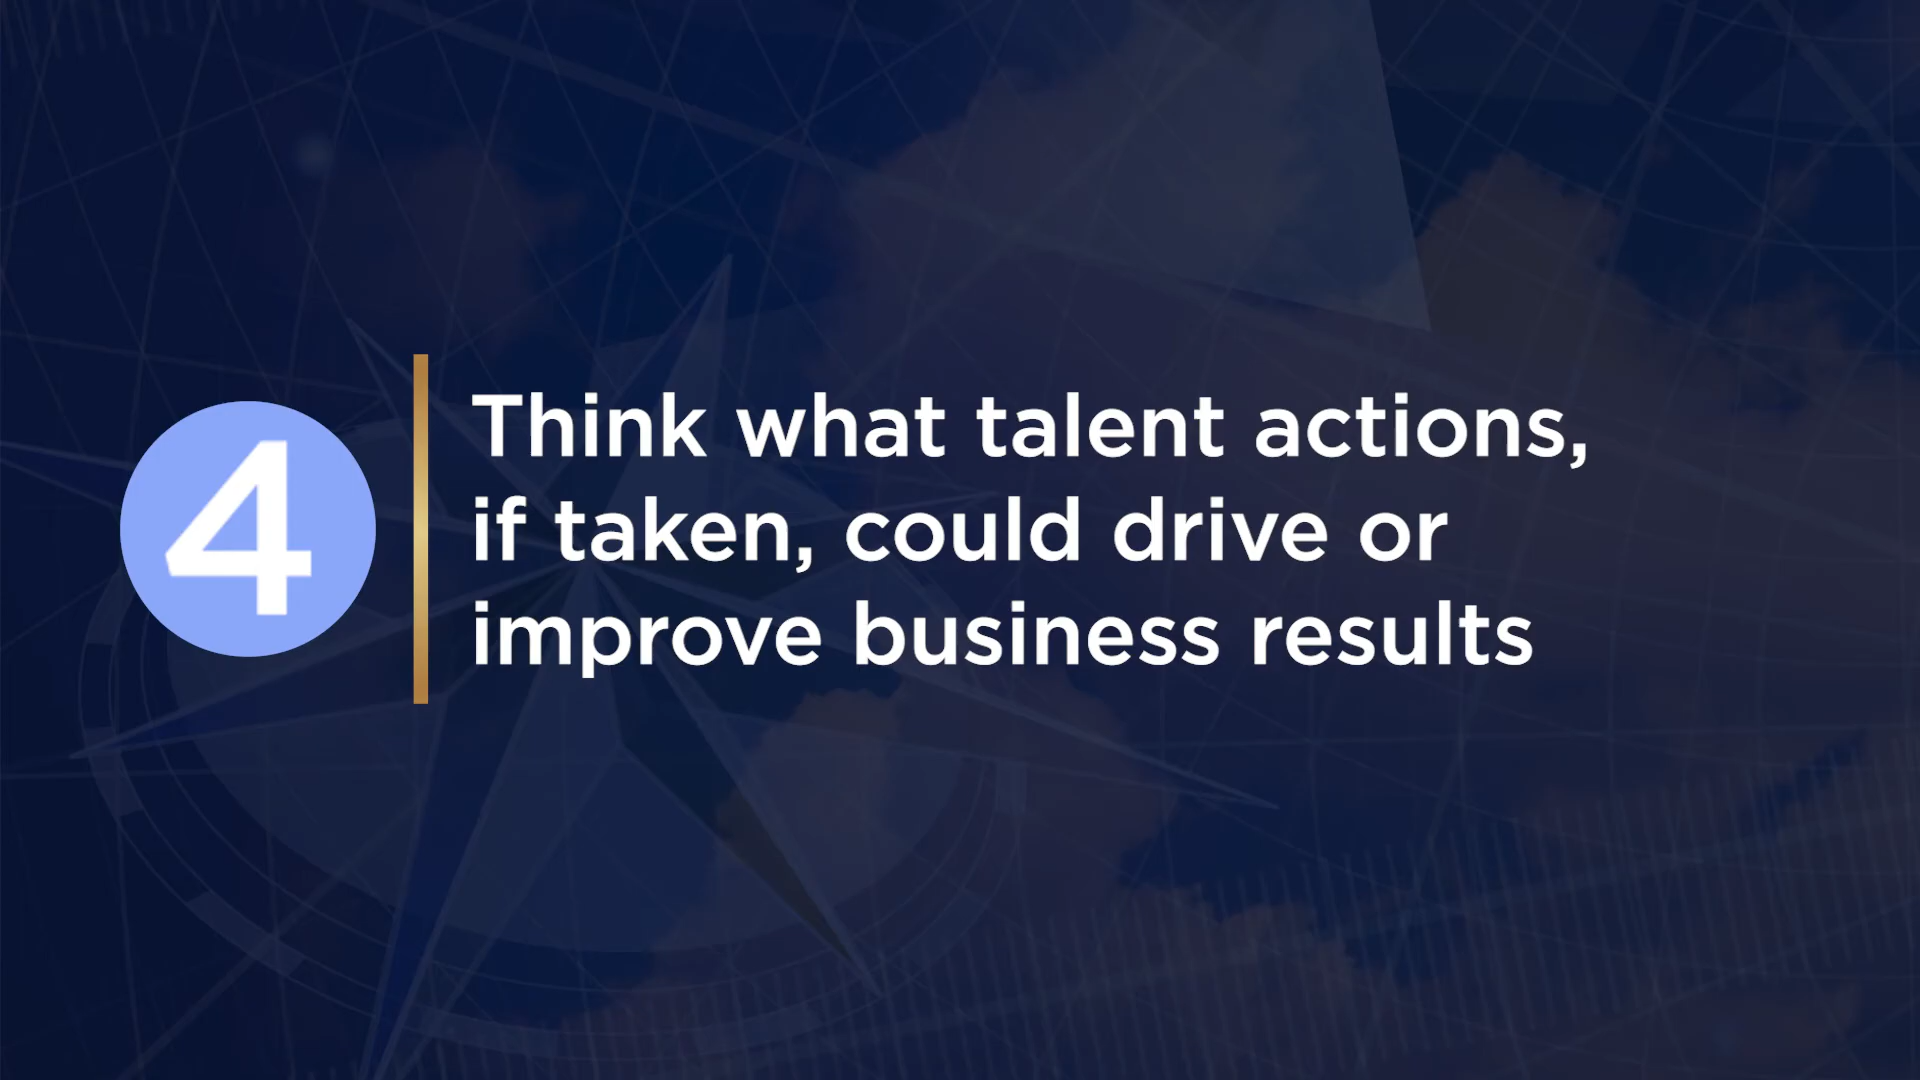 4
Think what talent actions,
if taken, could drive or
improve business results